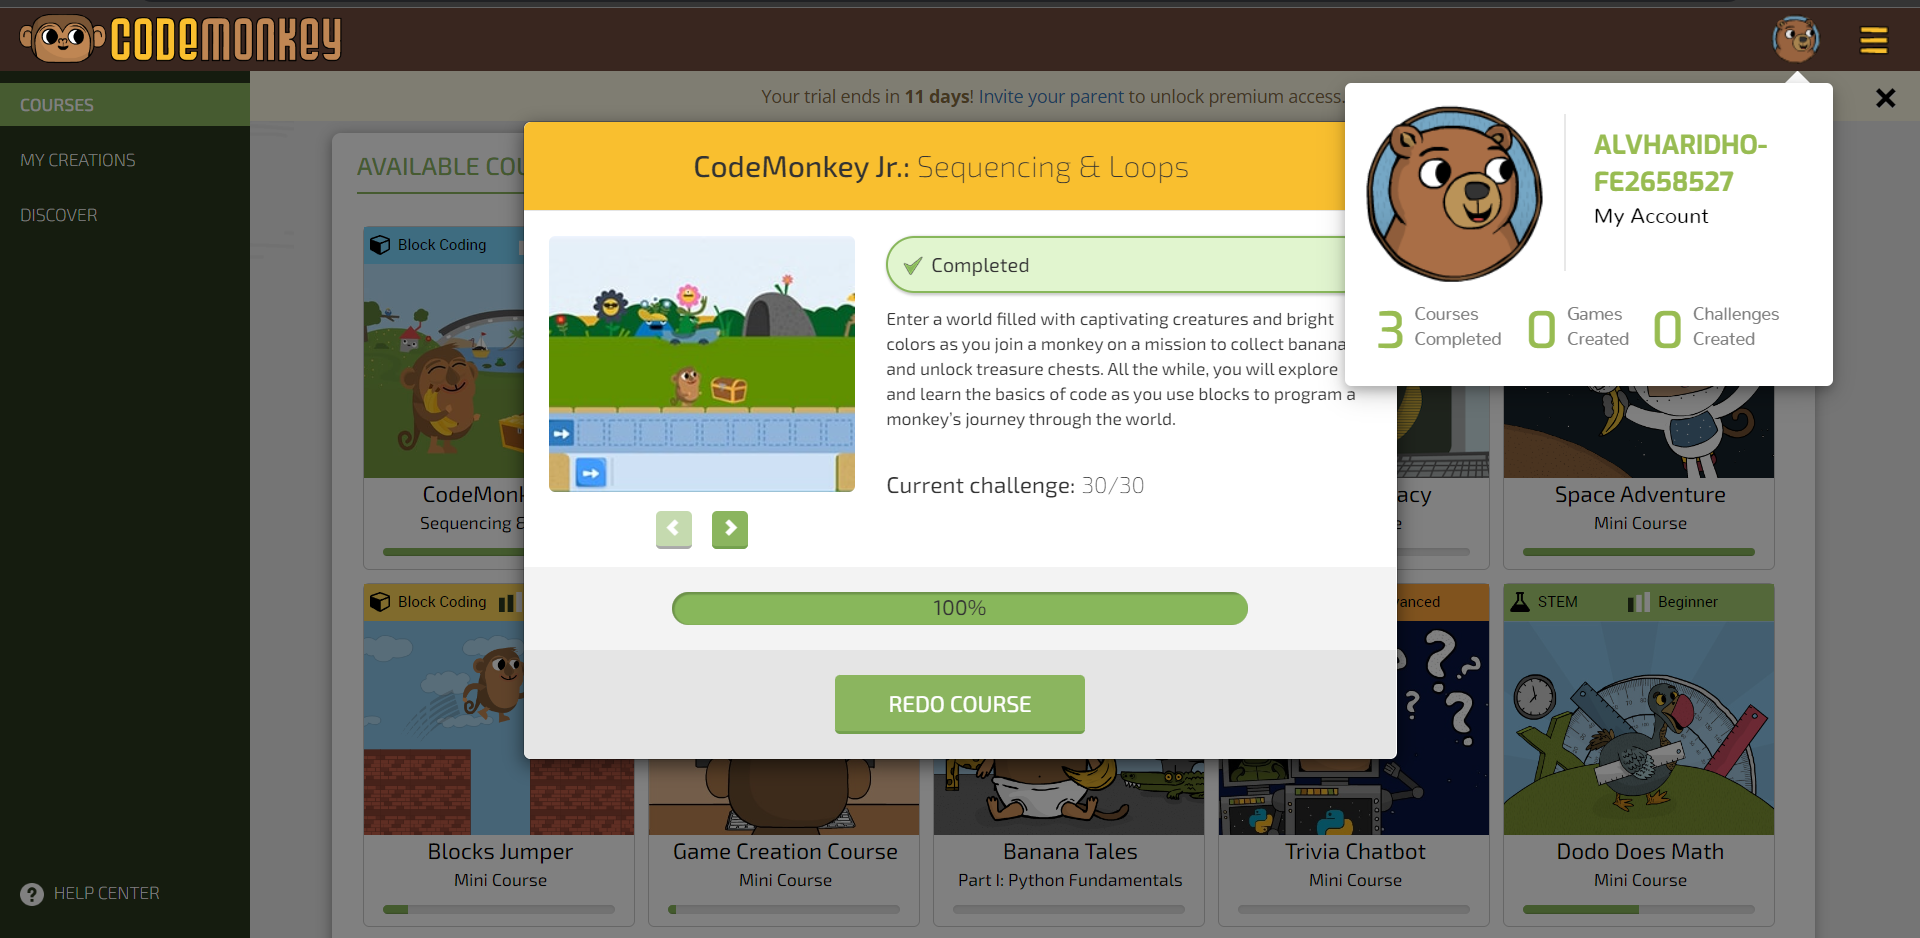 CODEMONKEY
COURSES
MY CREATIONS
DISCOVER
HELP CENTER
Your trial ends in 11 days! Invite your parent to unlock premium access.
AVAILABLE COU
CodeMonkey Jr.: Sequencing & Loops
Completed
Enter a world filled with captivating creatures and bright
colors as you join a monkey on a mission to collect banana
and unlock treasure chests. All the while, you will explore
and learn the basics of code as you use blocks to program a
monkey’s journey through the world.
Current challenge: 30/30
100%
REDO COURSE
ALVHARIDHO-
FE2658527
My Account
3 Courses Completed
0 Games Created
0 Challenges Created
Block Coding
CodeMonk
Sequencing &
acy
Space Adventure
Mini Course
Block Coding
Blocks Jumper
Mini Course
Game Creation Course
Mini Course
Banana Tales
Part I: Python Fundamentals
anced
Trivia Chatbot
Mini Course
STEM
Beginner
Dodo Does Math
Mini Course